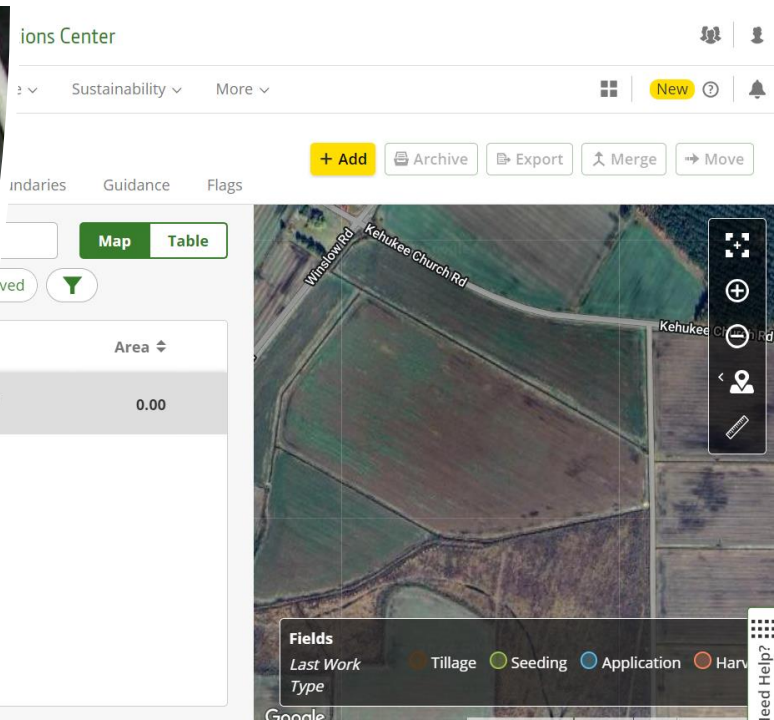 ions Center
Sustainability
More
New
+ Add
Archive
Export
Merge
Move
undaries
Guidance
Flags
Map
Table
ved
Area
0.00
Winslow Rd
Kehukee Church Rd
Kehukee Church Rd
Fields
Last Work
Type
Tillage
Seeding
Application
Harv
eed Help?
Google